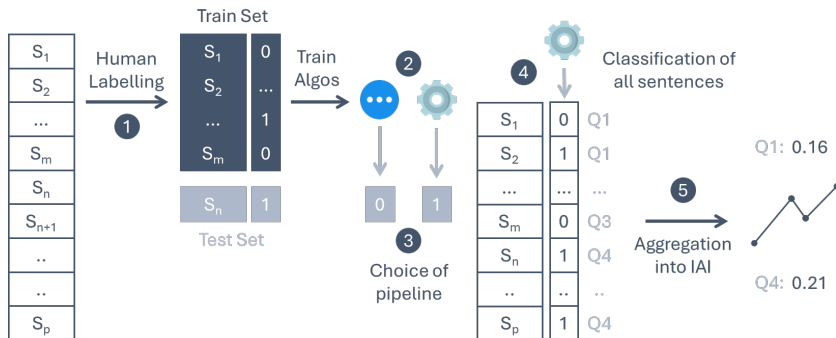 S1
S2
...
Sm
Sn
Sn+1
..
..
Sp
Human
Labelling
1
Train Set
S1 0
S2 ...
... 1
Sm 0
Sn 1
Test Set
Train
Algos
2
0 1
3
Choice of
pipeline
4
Classification of
all sentences
S1 0 Q1
S2 1 Q1
... ... ...
Sm 0 Q3
Sn 1 Q4
.. .. ..
Sp 1 Q4
5
Aggregation
into IAI
Q1: 0.16
Q4: 0.21